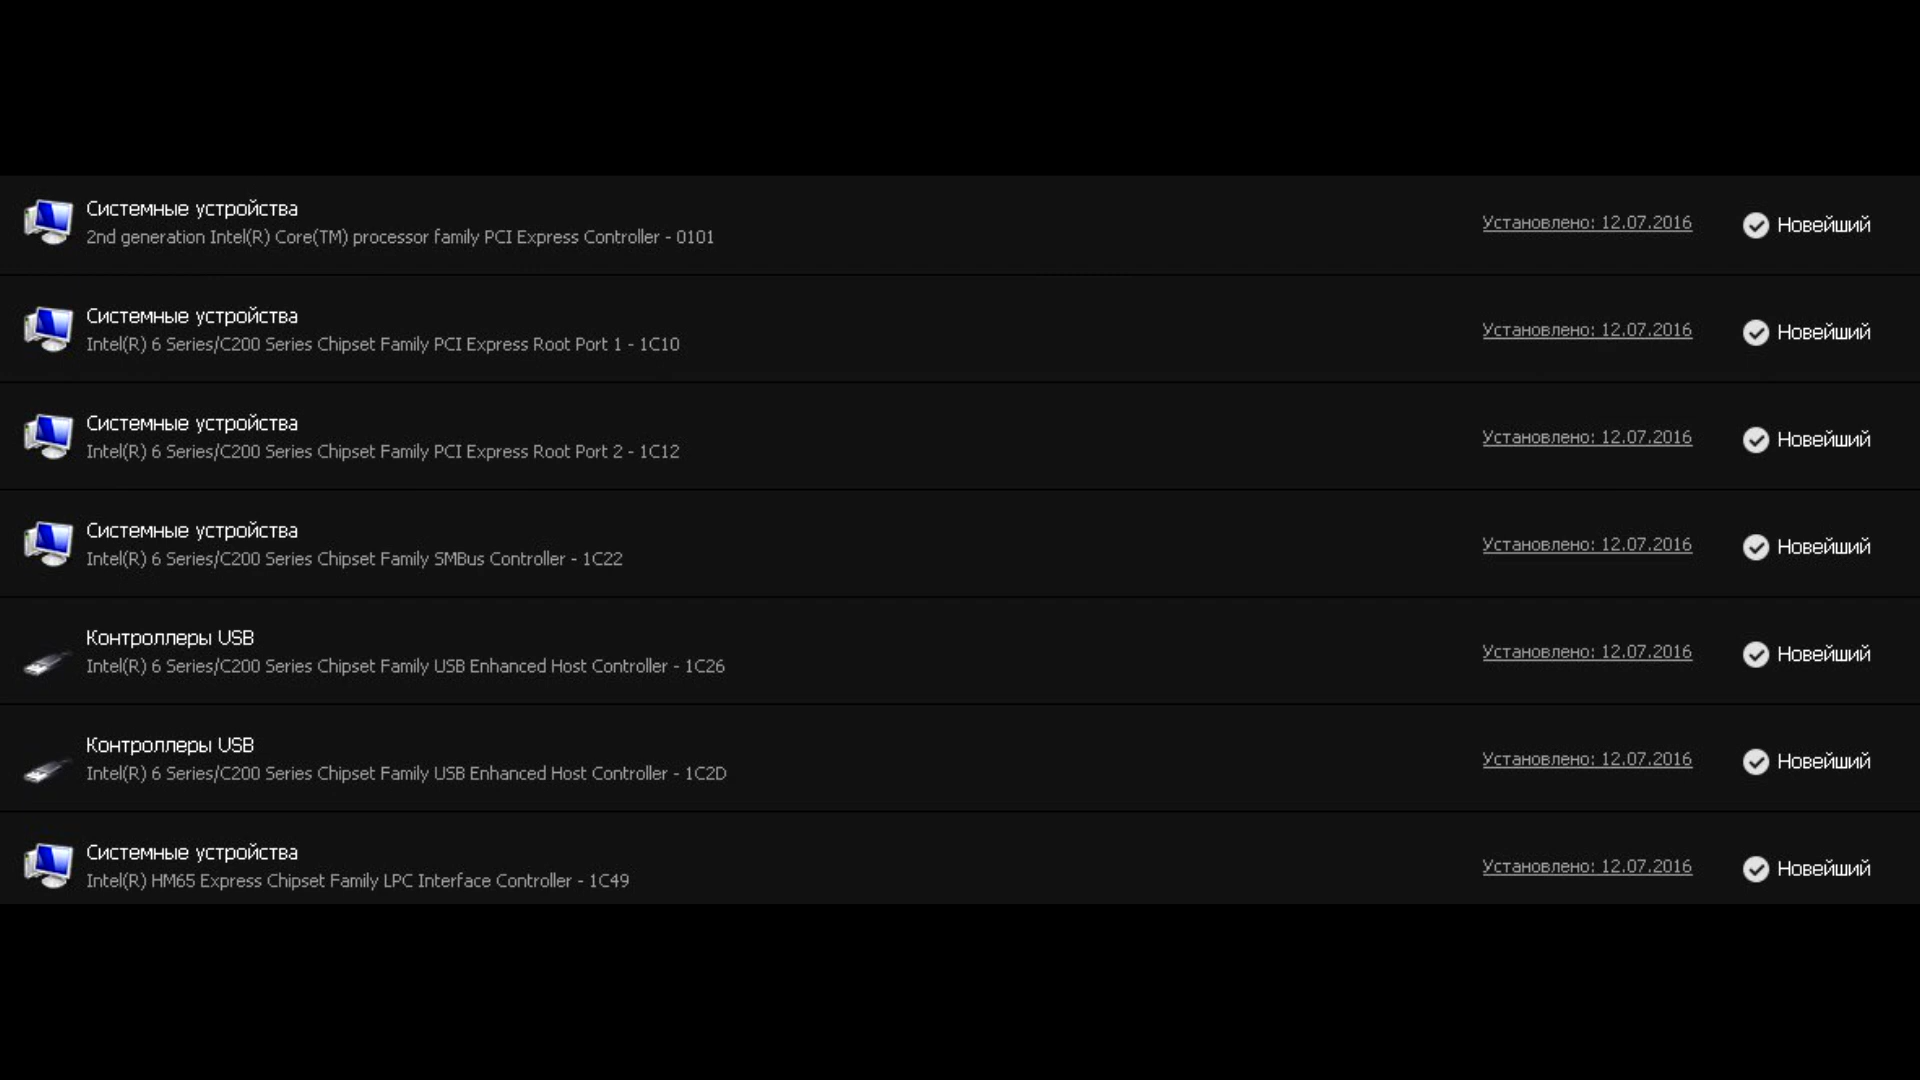 Системные устройства
2nd generation Intel(R) Core(TM) processor family PCI Express Controller - 0101
Установлено: 12.07.2016
Новейший
Системные устройства
Intel(R) 6 Series/C200 Series Chipset Family PCI Express Root Port 1 - 1C10
Установлено: 12.07.2016
Новейший
Системные устройства
Intel(R) 6 Series/C200 Series Chipset Family PCI Express Root Port 2 - 1C12
Установлено: 12.07.2016
Новейший
Системные устройства
Intel(R) 6 Series/C200 Series Chipset Family SMBus Controller - 1C22
Установлено: 12.07.2016
Новейший
Контроллеры USB
Intel(R) 6 Series/C200 Series Chipset Family USB Enhanced Host Controller - 1C26
Установлено: 12.07.2016
Новейший
Контроллеры USB
Intel(R) 6 Series/C200 Series Chipset Family USB Enhanced Host Controller - 1C2D
Установлено: 12.07.2016
Новейший
Системные устройства
Intel(R) HM65 Express Chipset Family LPC Interface Controller - 1C49
Установлено: 12.07.2016
Новейший